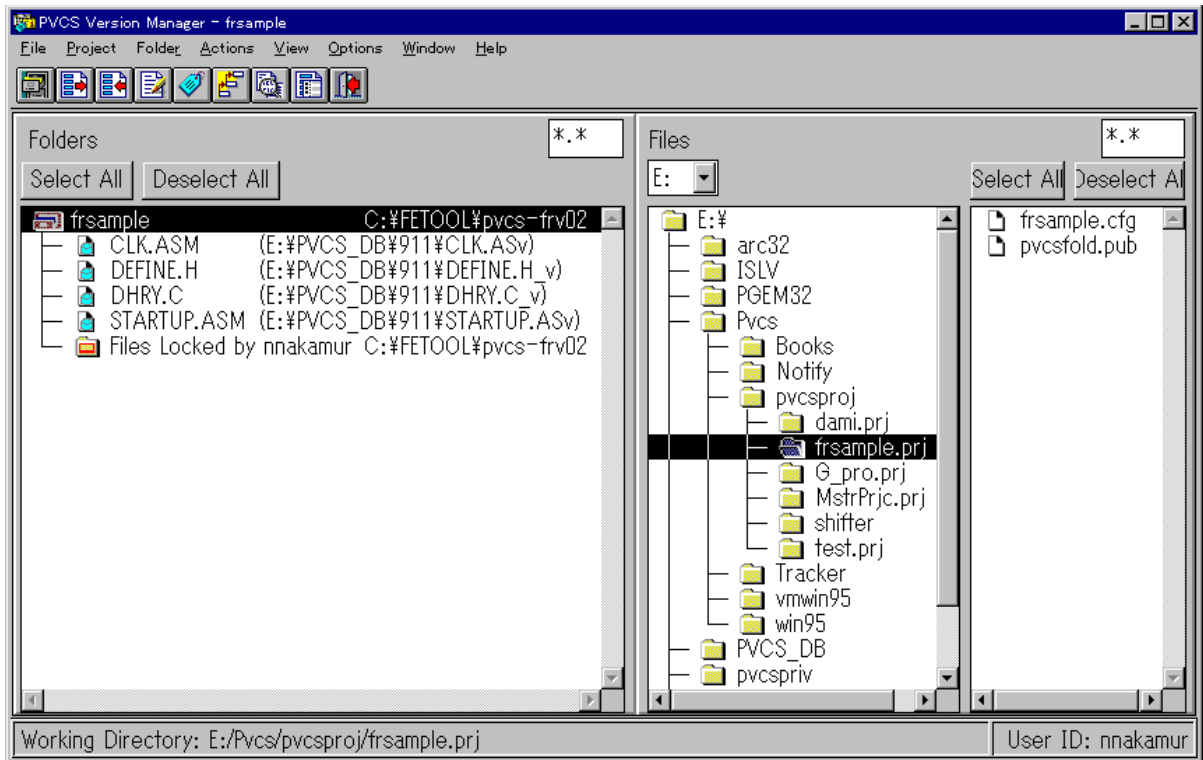 PVCS Version Manager - frsample
File Project Folder Actions View Options Window Help
Folders *.*
Select All Deselect All
frsample C:¥FETOOL¥pvcs-frv02
CLK.ASM (E:¥PVCS_DB¥911¥CLK.ASv)
DEFINE.H (E:¥PVCS_DB¥911¥DEFINE.H_v)
DHRY.C (E:¥PVCS_DB¥911¥DHRY.C_v)
STARTUP.ASM (E:¥PVCS_DB¥911¥STARTUP.ASv)
Files Locked by nnakamur C:¥FETOOL¥pvcs-frv02
Files *.*
E:
Select All Deselect Al
E:¥
arc32
ISLV
PGEM32
Pvcs
Books
Notify
pvcsproj
dami.prj
frsample.prj
G_pro.prj
MstrPrjc.prj
shifter
test.prj
Tracker
vmwin95
win95
PVCS_DB
pvcspriv
frsample.cfg
pvcsfold.pub
Working Directory: E:/Pvcs/pvcsproj/frsample.prj
User ID: nnakamur